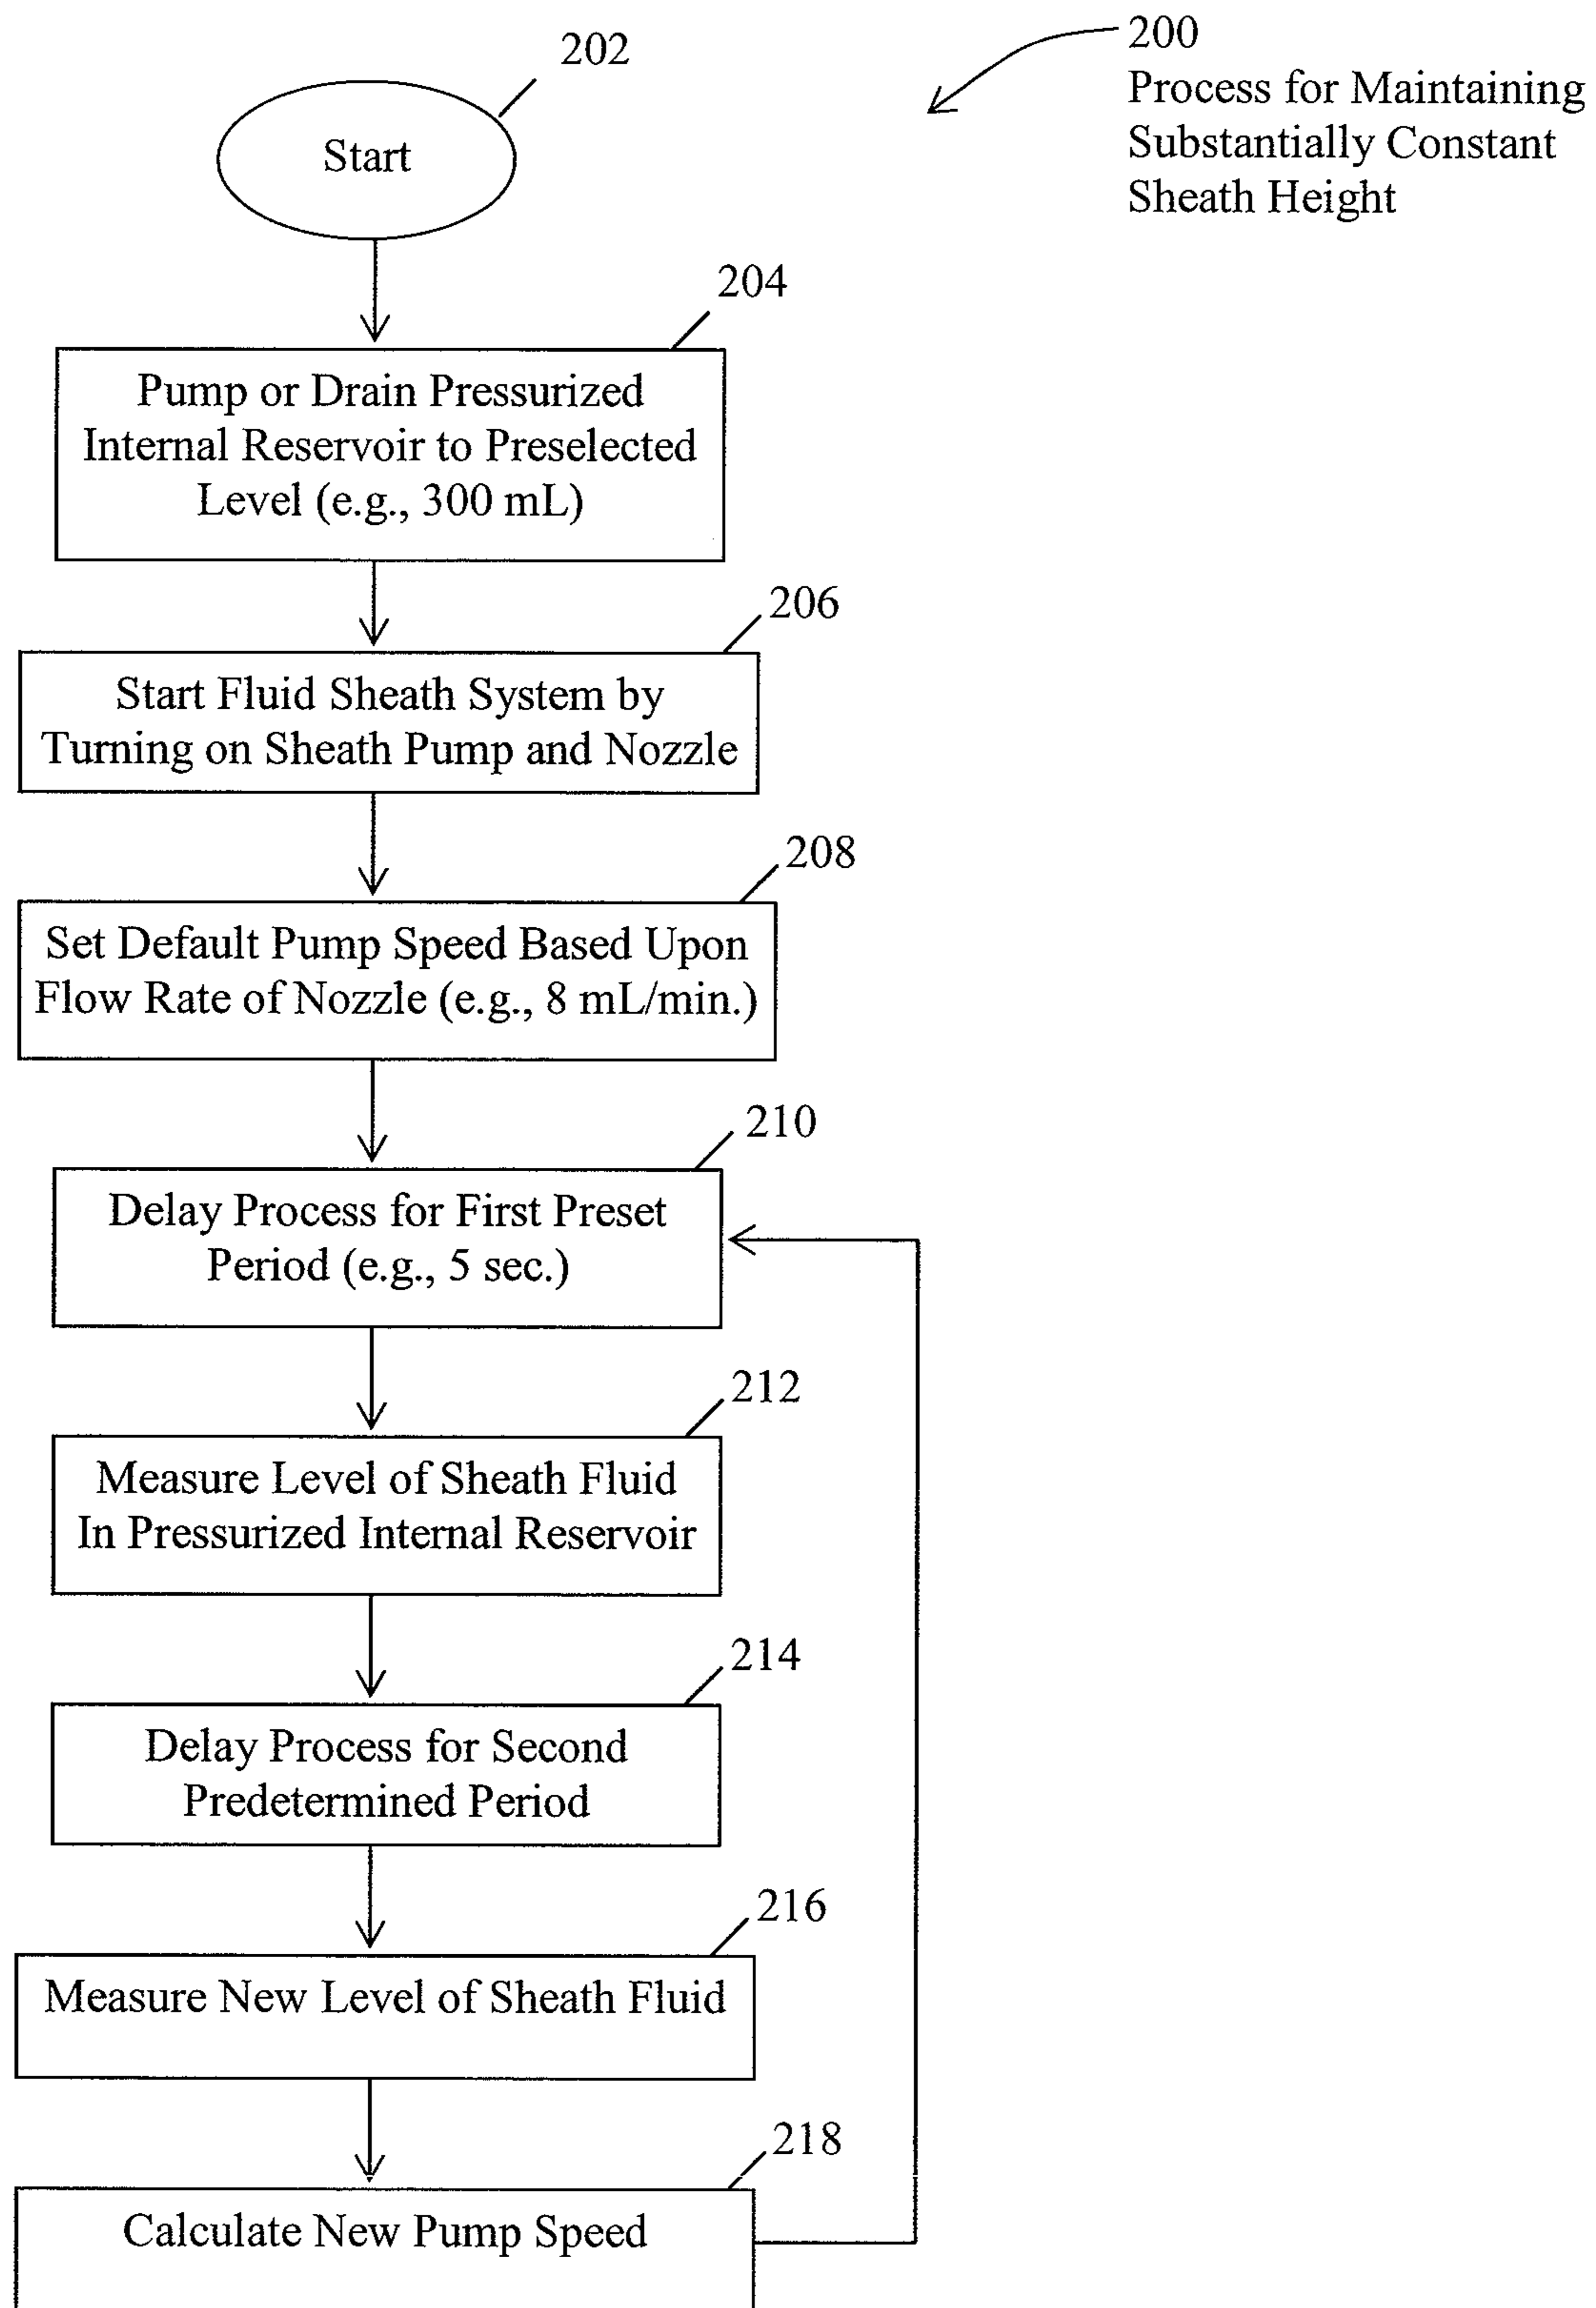 200
Process for Maintaining
Substantially Constant
Sheath Height
202
Start
204
Pump or Drain Pressurized
Internal Reservoir to Preselected
Level (e.g., 300 mL)
206
Start Fluid Sheath System by
Turning on Sheath Pump and Nozzle
208
Set Default Pump Speed Based Upon
Flow Rate of Nozzle (e.g., 8 mL/min.)
210
Delay Process for First Preset
Period (e.g., 5 sec.)
212
Measure Level of Sheath Fluid
In Pressurized Internal Reservoir
214
Delay Process for Second
Predetermined Period
216
Measure New Level of Sheath Fluid
218
Calculate New Pump Speed